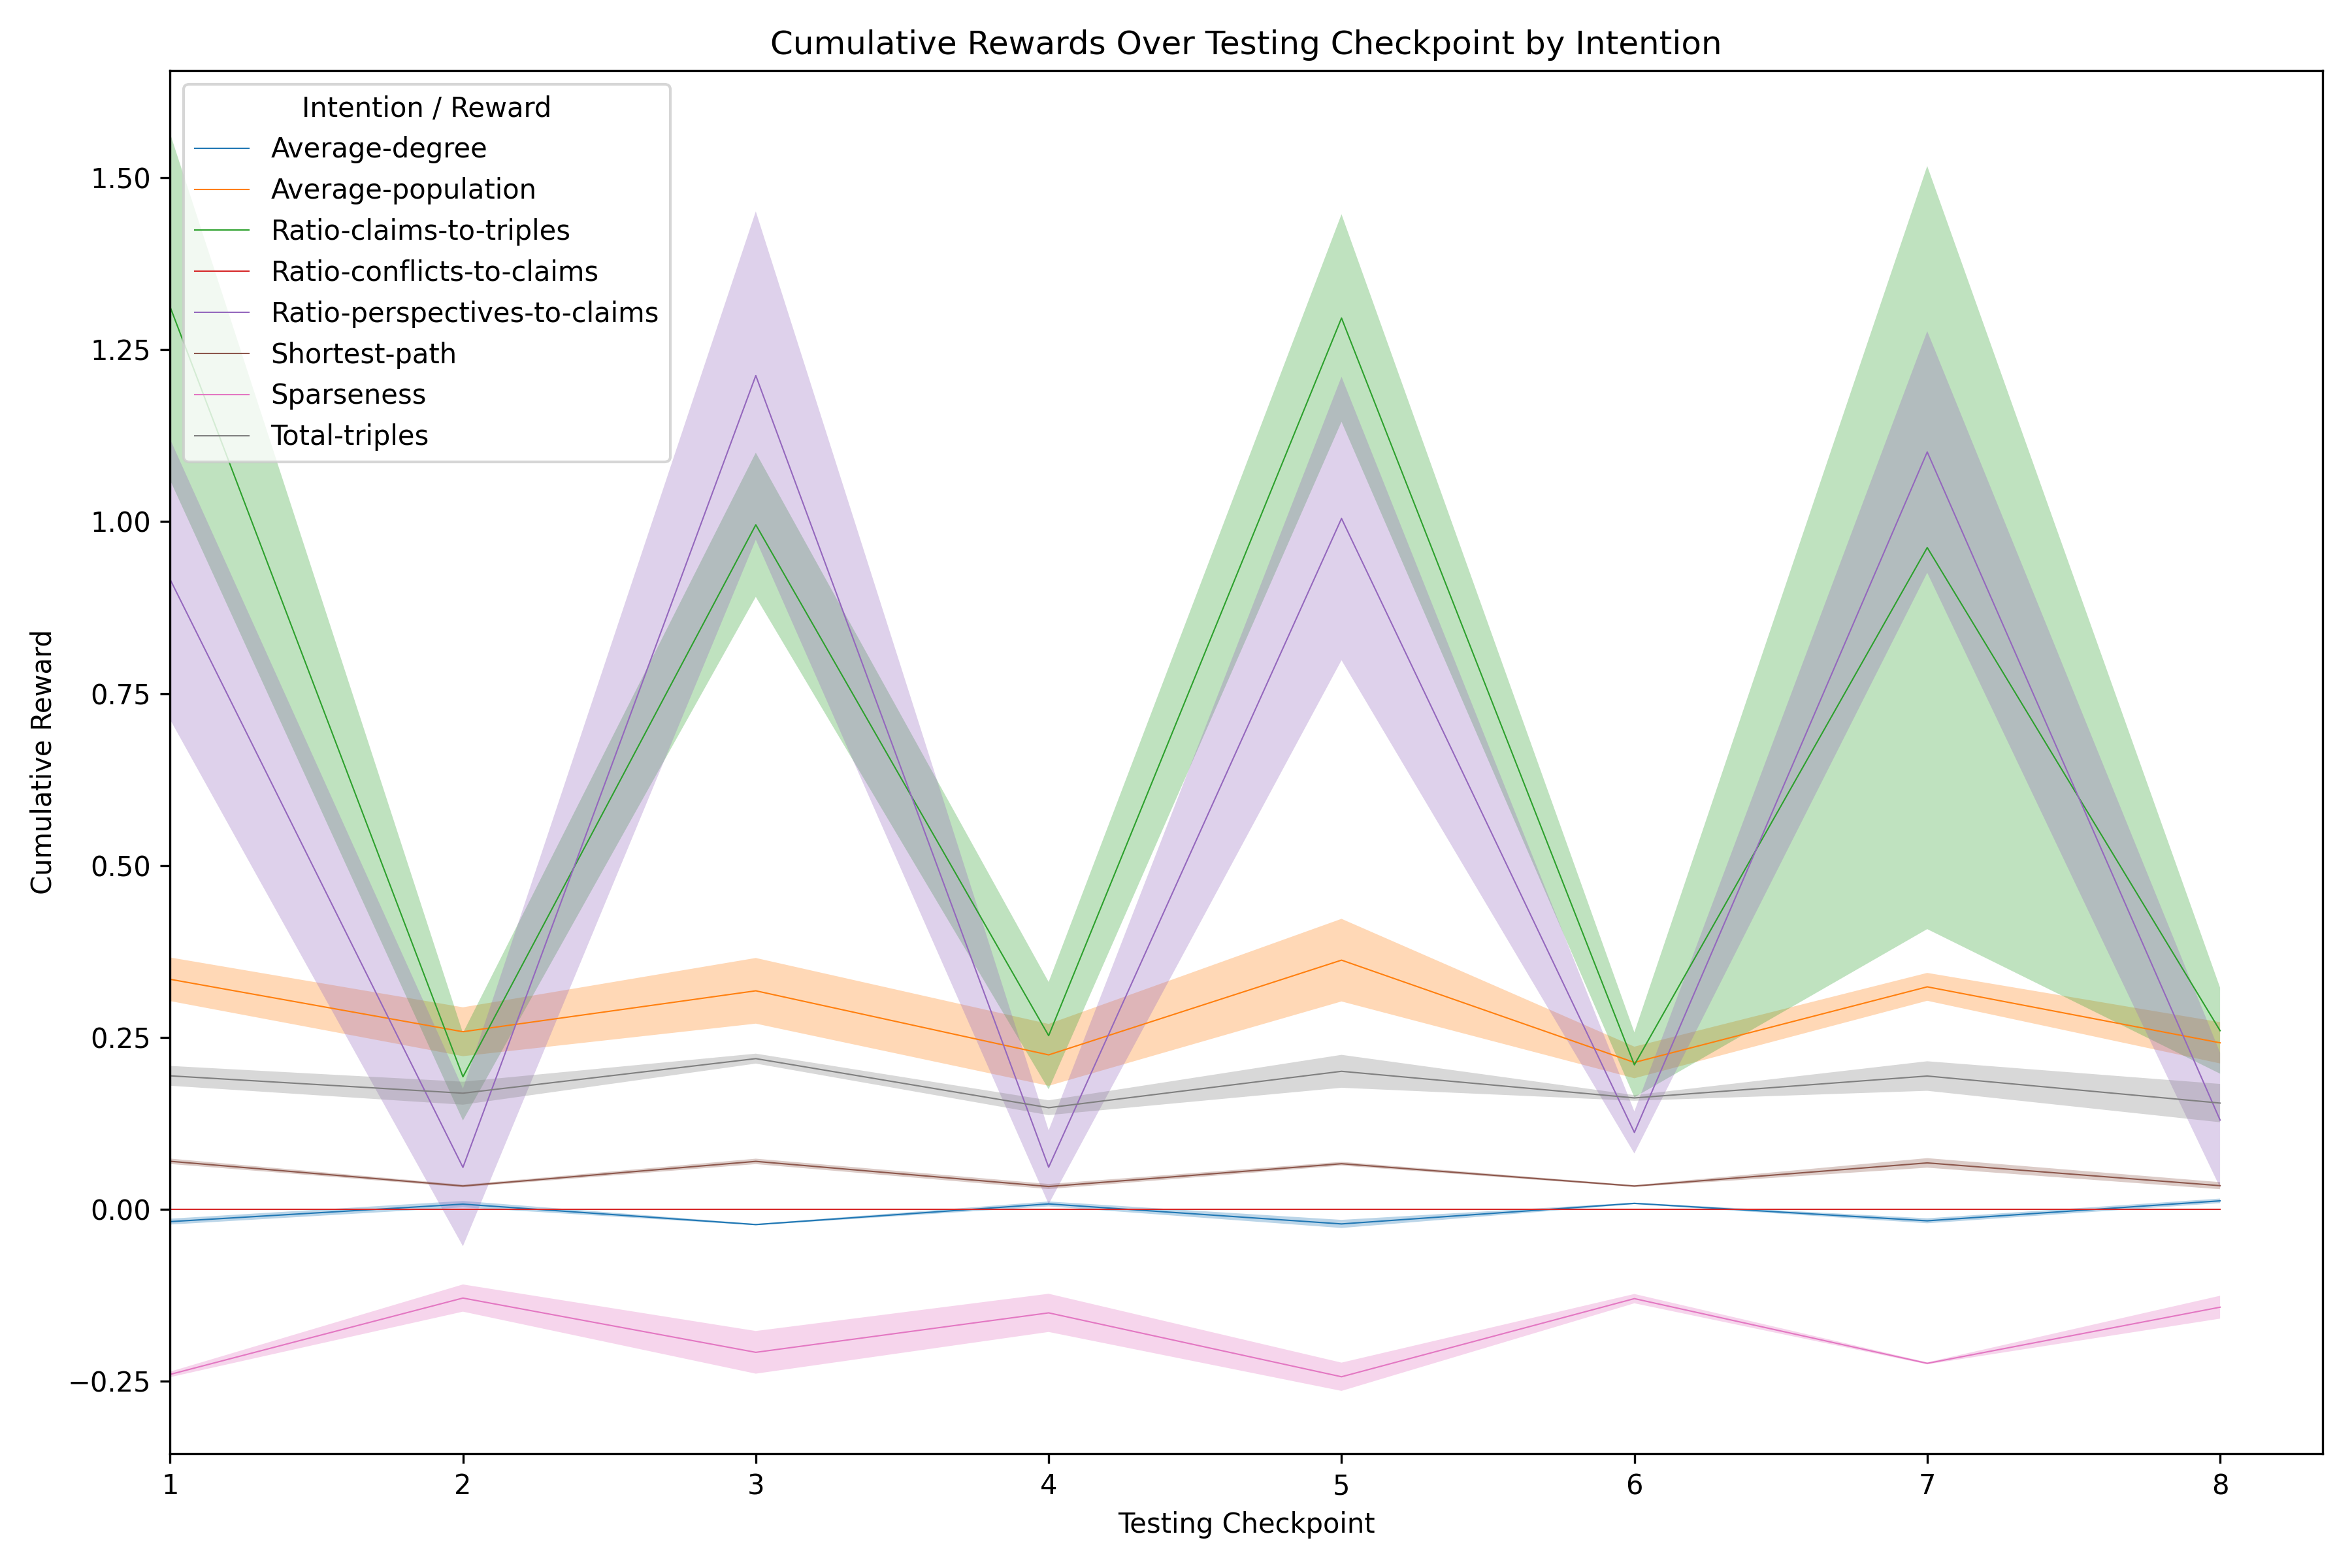 Cumulative Rewards Over Testing Checkpoint by Intention
Intention / Reward
Average-degree
Average-population
Ratio-claims-to-triples
Ratio-conflicts-to-claims
Ratio-perspectives-to-claims
Shortest-path
Sparseness
Total-triples
Cumulative Reward
1.50
1.25
1.00
0.75
0.50
0.25
0.00
−0.25
1 2 3 4 5 6 7 8
Testing Checkpoint